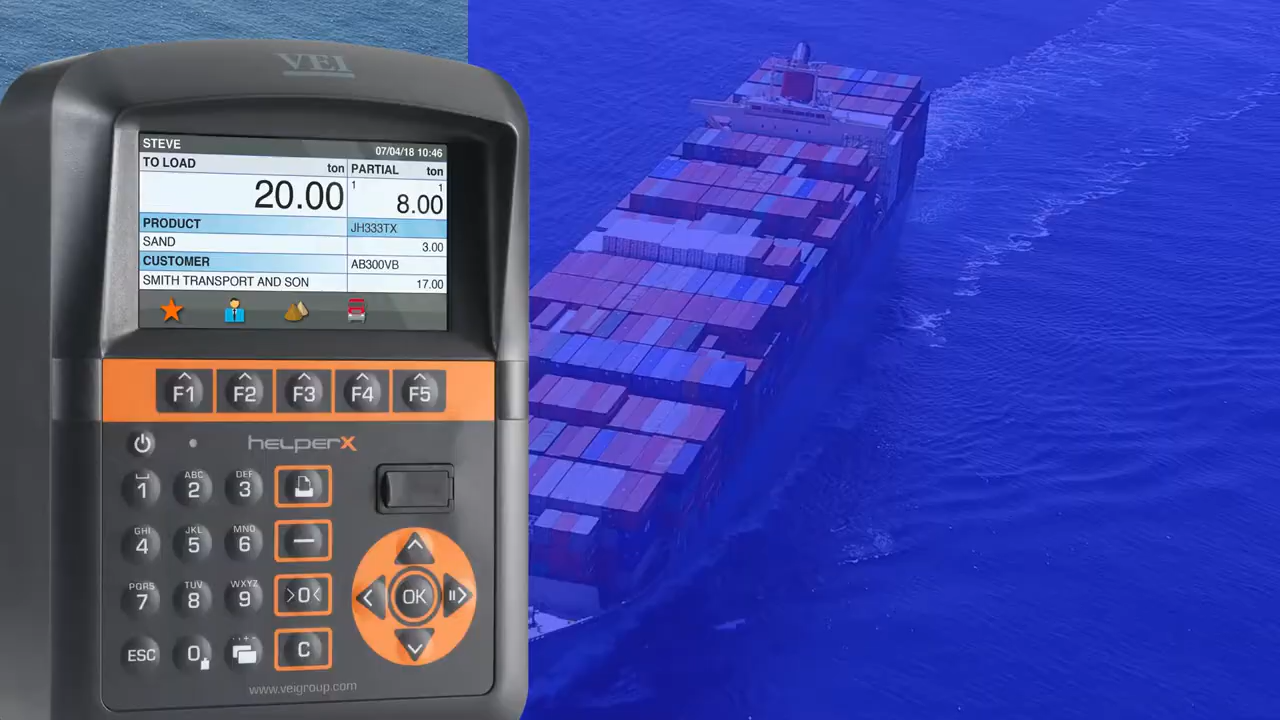 VEI
STEVE 07/04/18 10:46
TO LOAD ton PARTIAL ton
1 1
20.00 8.00
PRODUCT JH333TX
SAND 3.00
CUSTOMER AB300VB
SMITH TRANSPORT AND SON 17.00
F1 F2 F3 F4 F5
HELPERX
ABC DEF
1 2 3
GHI JKL MNO
4 5 6
PQRS TUV WXYZ
7 8 9 >0<
OK
ESC 0 C
www.veigroup.com